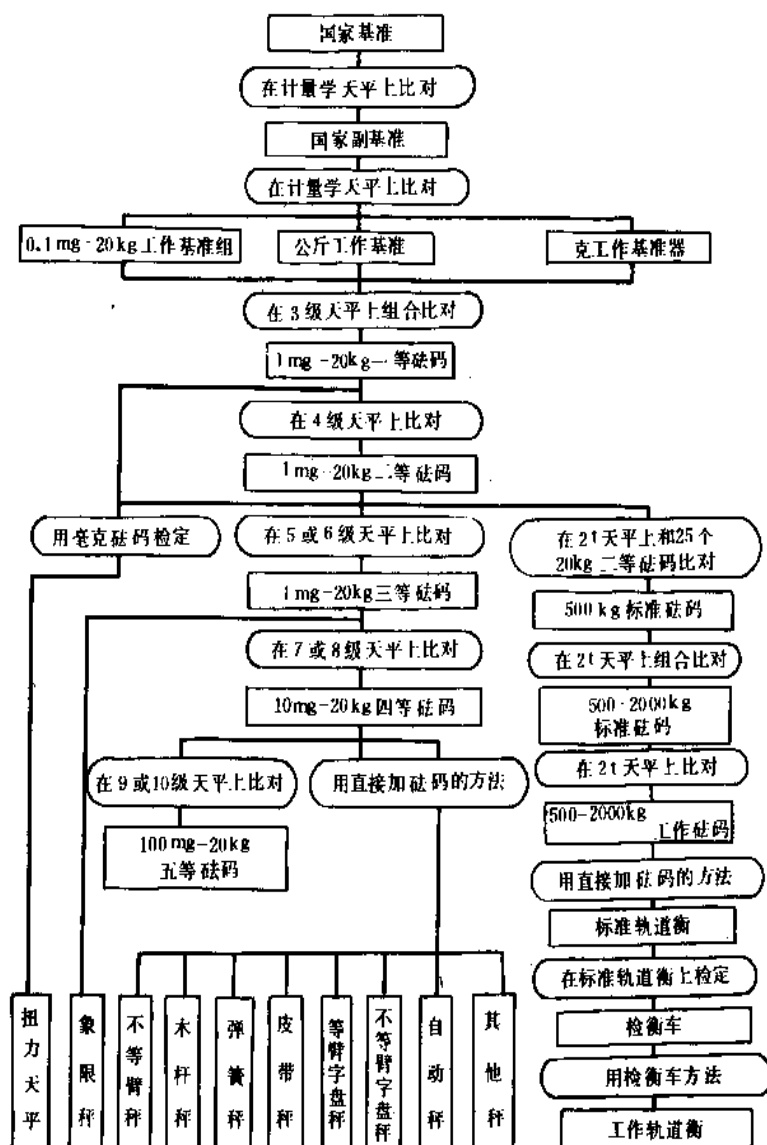 国家基准
在计量学天平上比对
国家副基准
在计量学天平上比对
0.1mg-20kg工作基准组
公斤工作基准
克工作基准器
在3级天平上组合比对
1mg-20kg一等砝码
在4级天平上比对
1mg-20kg二等砝码
用毫克砝码检定
在5或6级天平上比对
在2t天平上和25个
20kg二等砝码比对
1mg-20kg三等砝码
500kg标准砝码
在7或8级天平上比对
在2t天平上组合比对
10mg-20kg四等砝码
500-2000kg
标准砝码
在9或10级天平上比对
用直接加砝码的方法
在2t天平上比对
100mg-20kg
五等砝码
500-2000kg
工作砝码
用直接加砝码的方法
标准轨道衡
在标准轨道衡上检定
检衡车
用检衡车方法
工作轨道衡
扭力天平
象限秤
不等臂秤
木杆秤
弹簧秤
皮带秤
等臂字盘秤
不等臂字盘秤
自动秤
其他秤